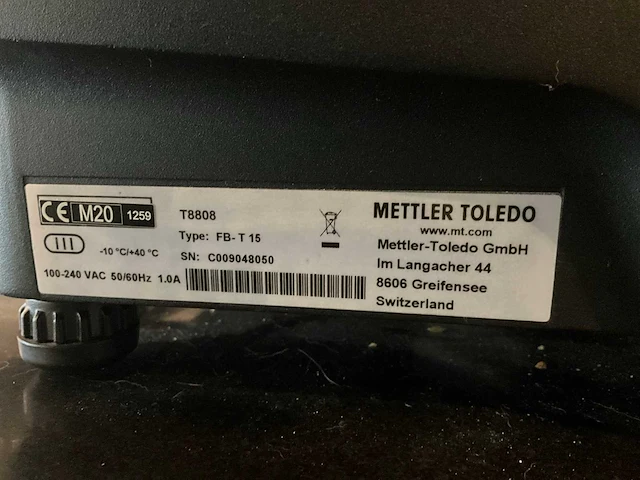 CE M20 1259
III
-10 °C/+40 °C
100-240 VAC 50/60Hz 1.0A
T8808
Type: FB- T 15
SN: C009048050
METTLER TOLEDO
www.mt.com
Mettler-Toledo GmbH
Im Langacher 44
8606 Greifensee
Switzerland